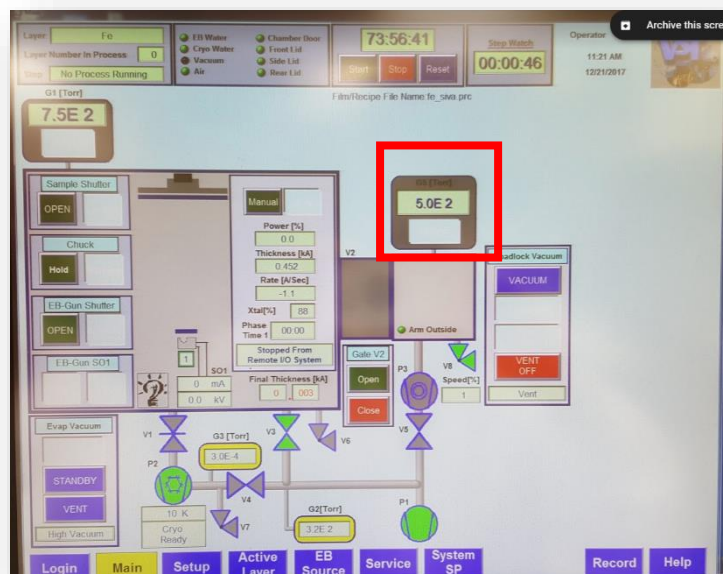 Layer Fe
Layer Number In Process 0
Step No Process Running
EB Water
Cryo Water
Vacuum
Air
Chamber Door
Front Lid
Side Lid
Rear Lid
73:56:41
Start Stop Reset
Stop Watch
00:00:46
Operator
11:21 AM
12/21/2017
Archive this scre
Film/Recipe File Name: fe_siva.prc
G1 [Torr]
7.5E 2
Sample Shutter
OPEN
Chuck
Hold
EB-Gun Shutter
OPEN
EB-Gun SO1
Manual
Power [%]
0.0
Thickness [kA]
0.452
Rate [A/Sec]
-1.1
Xtal[%] 88
Phase
Time 1 00:00
Stopped From
Remote I/O System
Final Thickness [kA]
0 . 003
1
SO1
0 mA
0.0 kV
V2
[Torr]
5.0E 2
Arm Outside
Gate V2
Open
Close
Loadlock Vacuum
VACUUM
VENT
OFF
Vent
V8
Speed[%]
1
P3
V5
P1
Evap Vacuum
STANDBY
VENT
High Vacuum
V1
P2
10 K
Cryo
Ready
G3 [Torr]
3.0E-4
V3
V6
V4
V7
G2[Torr]
3.2E 2
Login Main Setup Active Layer EB Source Service System SP Record Help